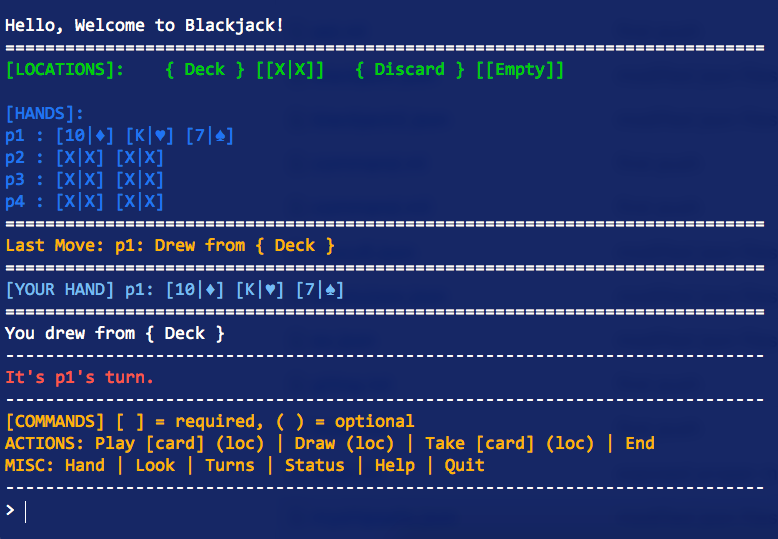 Hello, Welcome to Blackjack!
============================================================================
[LOCATIONS]:    { Deck } [[X|X]]   { Discard } [[Empty]]
[HANDS]:
p1 : [10|♦] [K|♥] [7|♠]
p2 : [X|X] [X|X]
p3 : [X|X] [X|X]
p4 : [X|X] [X|X]
============================================================================
Last Move: p1: Drew from { Deck }
============================================================================
[YOUR HAND] p1: [10|♦] [K|♥] [7|♠]
============================================================================
You drew from { Deck }
----------------------------------------------------------------------------
It's p1's turn.
----------------------------------------------------------------------------
[COMMANDS] [ ] = required, ( ) = optional
ACTIONS: Play [card] (loc) | Draw (loc) | Take [card] (loc) | End
MISC: Hand | Look | Turns | Status | Help | Quit
----------------------------------------------------------------------------
>